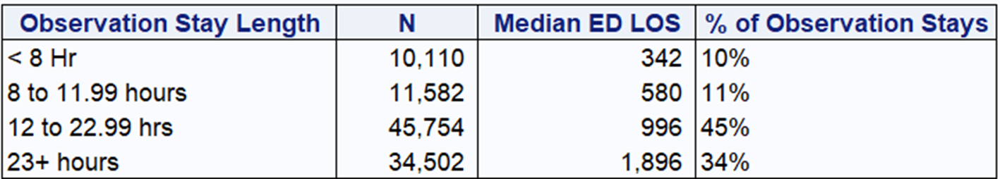 Observation Stay Length N Median ED LOS % of Observation Stays
< 8 Hr 10,110 342 10%
8 to 11.99 hours 11,582 580 11%
12 to 22.99 hrs 45,754 996 45%
23+ hours 34,502 1,896 34%